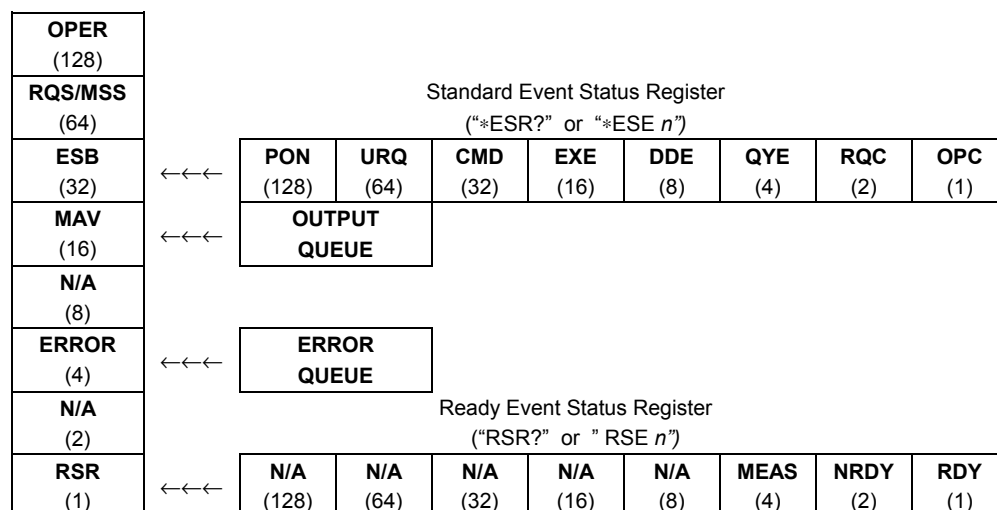 OPER
(128)
RQS/MSS
(64)
Standard Event Status Register
("∗ESR?" or "∗ESE n")
ESB
(32)
←←←
PON URQ CMD EXE DDE QYE RQC OPC
(128) (64) (32) (16) (8) (4) (2) (1)
MAV
(16)
←←←
OUTPUT
QUEUE
N/A
(8)
ERROR
(4)
←←←
ERROR
QUEUE
N/A
(2)
Ready Event Status Register
("RSR?" or " RSE n")
RSR
(1)
←←←
N/A N/A N/A N/A N/A MEAS NRDY RDY
(128) (64) (32) (16) (8) (4) (2) (1)